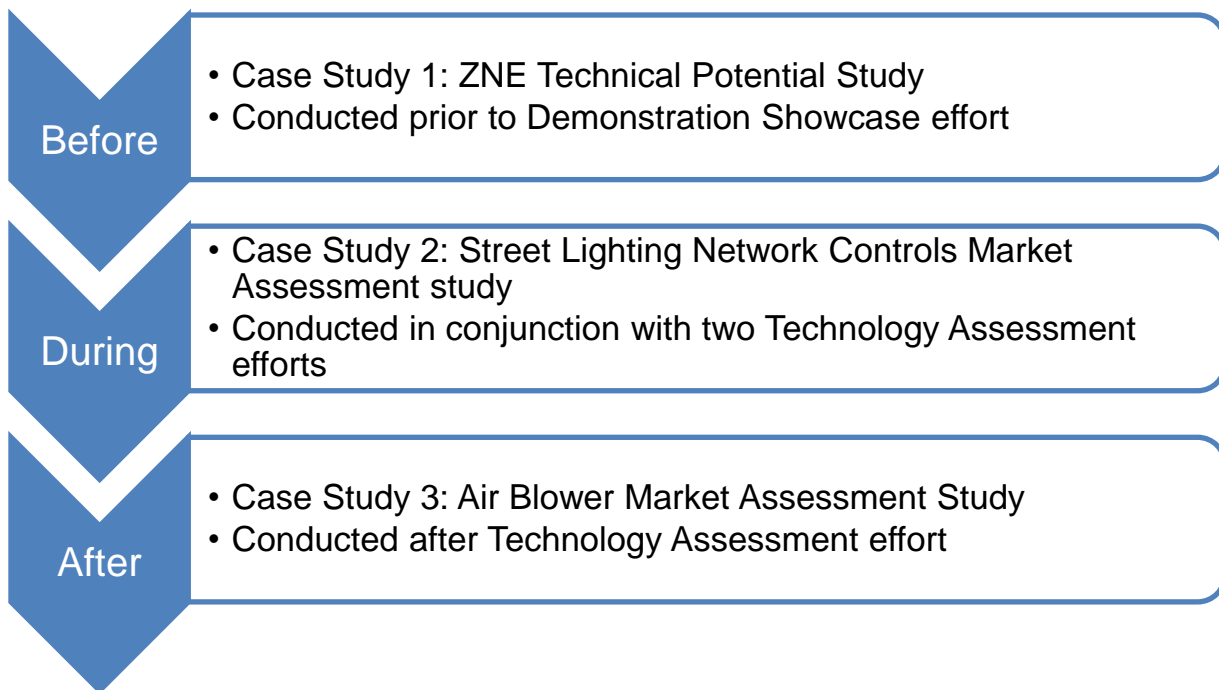 Before
• Case Study 1: ZNE Technical Potential Study
• Conducted prior to Demonstration Showcase effort
During
• Case Study 2: Street Lighting Network Controls Market
Assessment study
• Conducted in conjunction with two Technology Assessment
efforts
After
• Case Study 3: Air Blower Market Assessment Study
• Conducted after Technology Assessment effort